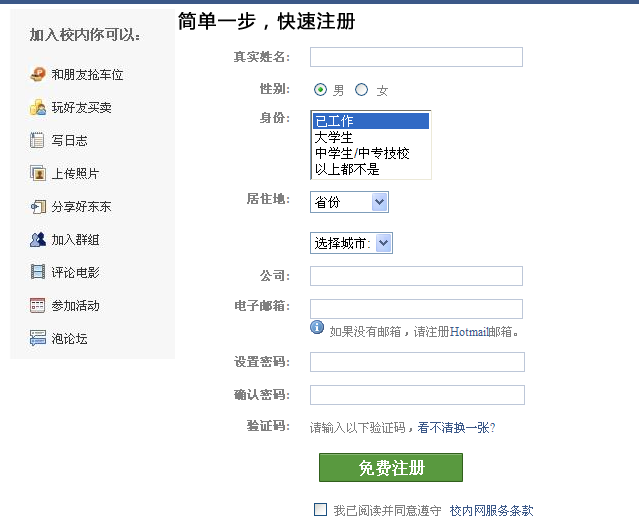 简单一步，快速注册
加入校内你可以：
和朋友抢车位
玩好友买卖
写日志
上传照片
分享好东东
加入群组
评论电影
参加活动
泡论坛
真实姓名：
性别： 男 女
身份： 已工作
大学生
中学生/中专技校
以上都不是
居住地： 省份
选择城市:
公司：
电子邮箱：
如果没有邮箱，请注册Hotmail邮箱。
设置密码：
确认密码：
验证码： 请输入以下验证码，看不清换一张?
免费注册
我已阅读并同意遵守 校内网服务条款